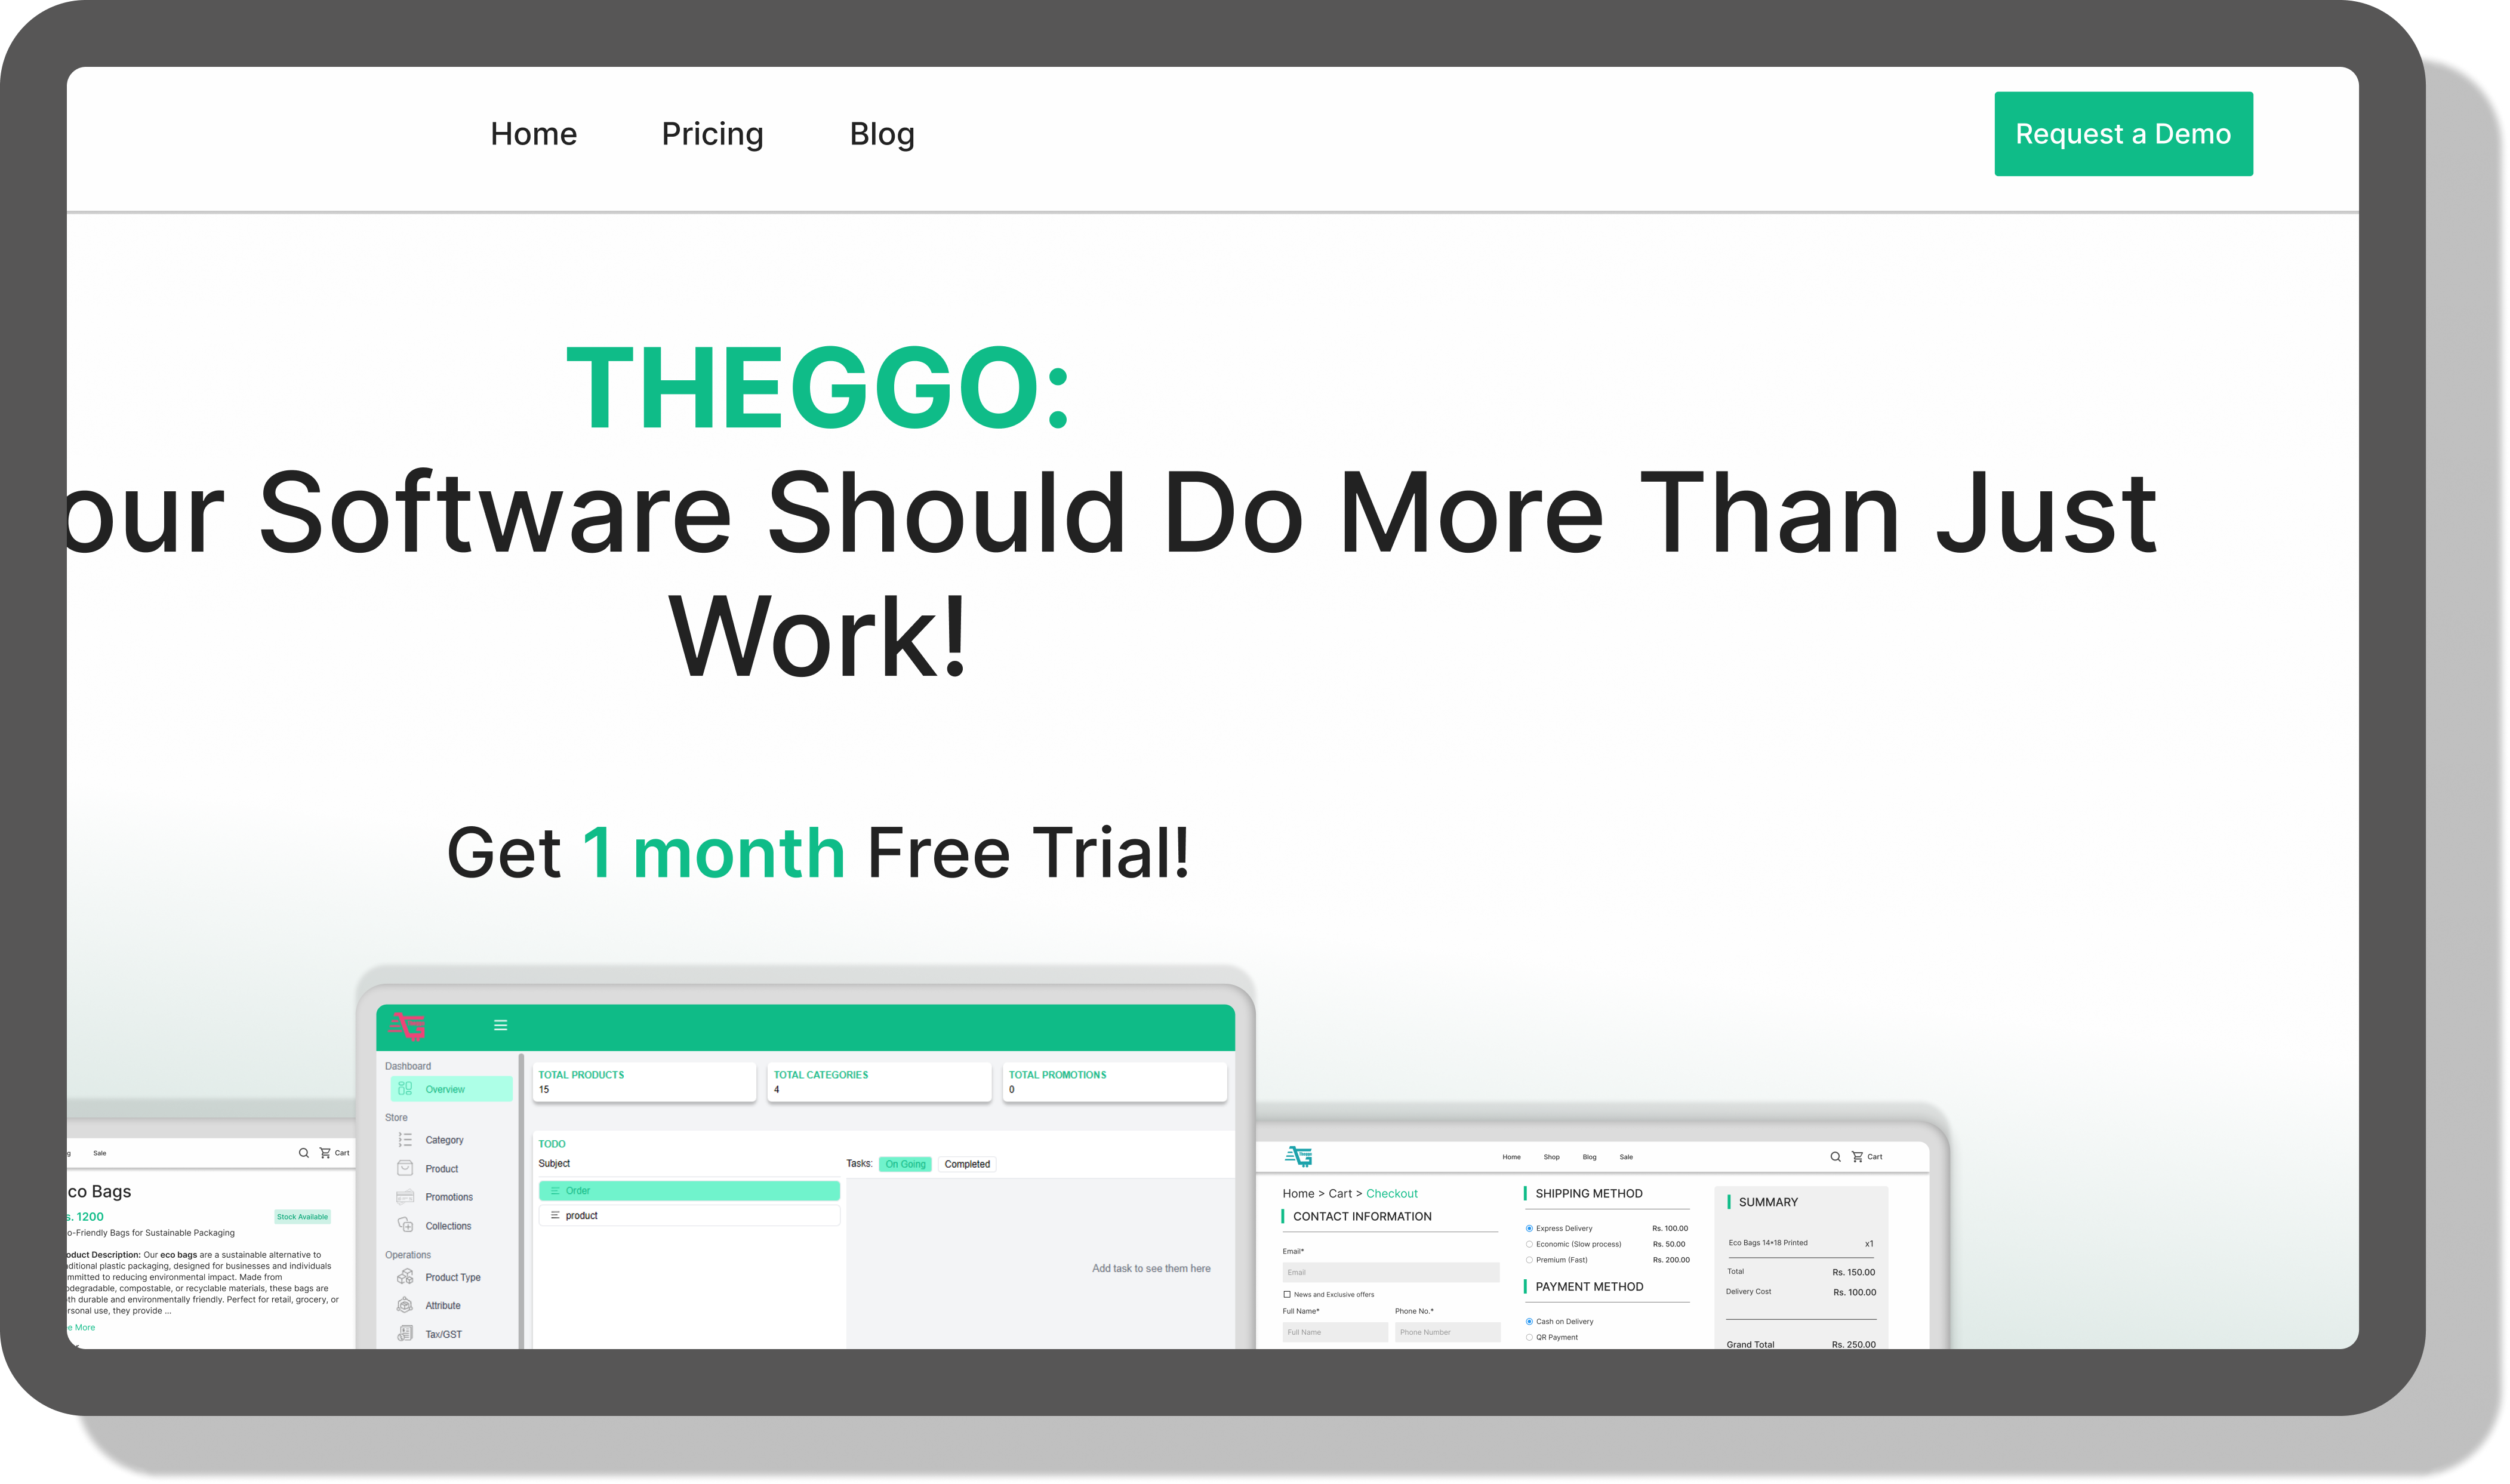 Home Pricing Blog Request a Demo
THEGGO:
our Software Should Do More Than Just
Work!
Get 1 month Free Trial!
Sale Cart
co Bags
s. 1200 Stock Available
o-Friendly Bags for Sustainable Packaging
oduct Description: Our eco bags are a sustainable alternative to
ditional plastic packaging, designed for businesses and individuals
mmitted to reducing environmental impact. Made from
odegradable, compostable, or recyclable materials, these bags are
th durable and environmentally friendly. Perfect for retail, grocery, or
rsonal use, they provide ...
e More
Dashboard
Overview
Store
Category
Product
Promotions
Collections
Operations
Product Type
Attribute
Tax/GST
TOTAL PRODUCTS
15
TOTAL CATEGORIES
4
TOTAL PROMOTIONS
0
TODO
Subject
Order
product
Tasks: On Going Completed
Add task to see them here
Home Shop Blog Sale Cart
Home > Cart > Checkout
CONTACT INFORMATION
Email*
Email
News and Exclusive offers
Full Name* Phone No.*
Full Name Phone Number
SHIPPING METHOD
Express Delivery Rs. 100.00
Economic (Slow process) Rs. 50.00
Premium (Fast) Rs. 200.00
PAYMENT METHOD
Cash on Delivery
QR Payment
SUMMARY
Eco Bags 14*18 Printed x1
Total Rs. 150.00
Delivery Cost Rs. 100.00
Grand Total Rs. 250.00